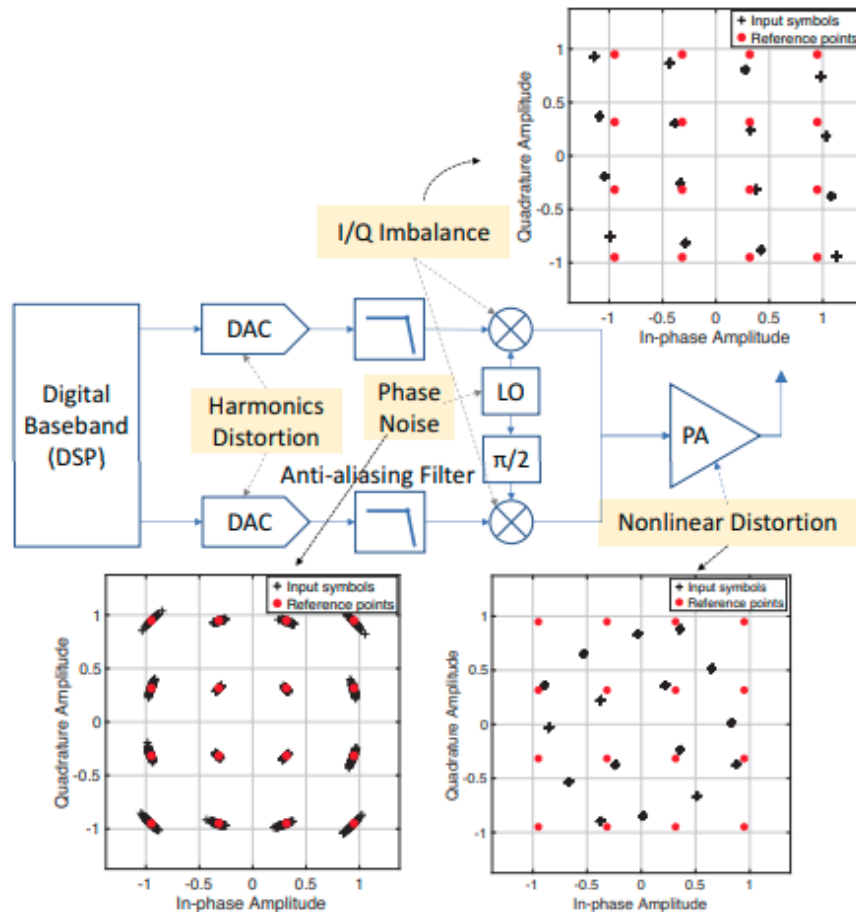 + Input symbols
● Reference points
1
0.5
0
-0.5
-1
Quadrature Amplitude
-1
-0.5
0
0.5
1
In-phase Amplitude
I/Q Imbalance
Digital
Baseband
(DSP)
DAC
Harmonics
Distortion
DAC
Phase
Noise
Anti-aliasing Filter
LO
π/2
PA
Nonlinear Distortion
+ Input symbols
● Reference points
1
0.5
0
-0.5
-1
Quadrature Amplitude
-1
-0.5
0
0.5
1
In-phase Amplitude
+ Input symbols
● Reference points
1
0.5
0
-0.5
-1
Quadrature Amplitude
-1
-0.5
0
0.5
1
In-phase Amplitude